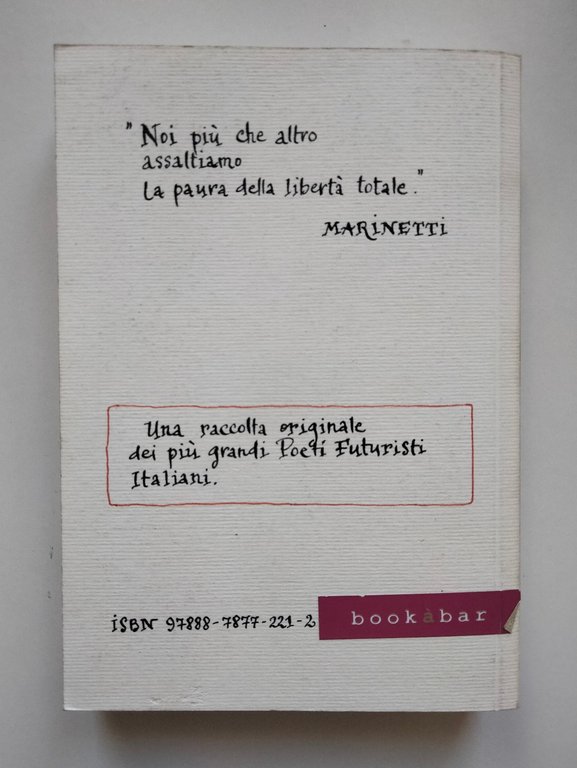 "Noi più che altro
assaltiamo
la paura della libertà totale."
MARINETTI
Una raccolta originale
dei più grandi Poeti Futuristi
Italiani.
ISBN 97888-7877-221-2
bookàbar